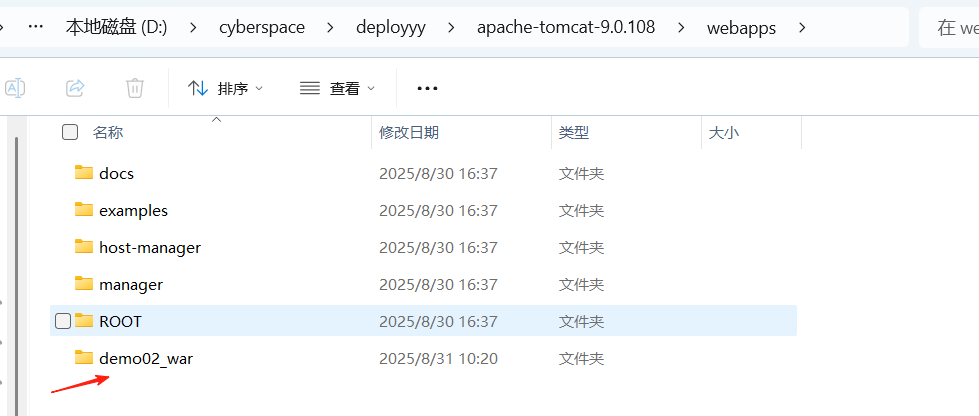 ··· 本地磁盘 (D:) > cyberspace > deployyy > apache-tomcat-9.0.108 > webapps > 在 we
排序 查看 ···
名称 修改日期 类型 大小
docs 2025/8/30 16:37 文件夹
examples 2025/8/30 16:37 文件夹
host-manager 2025/8/30 16:37 文件夹
manager 2025/8/30 16:37 文件夹
ROOT 2025/8/30 16:37 文件夹
demo02_war 2025/8/31 10:20 文件夹